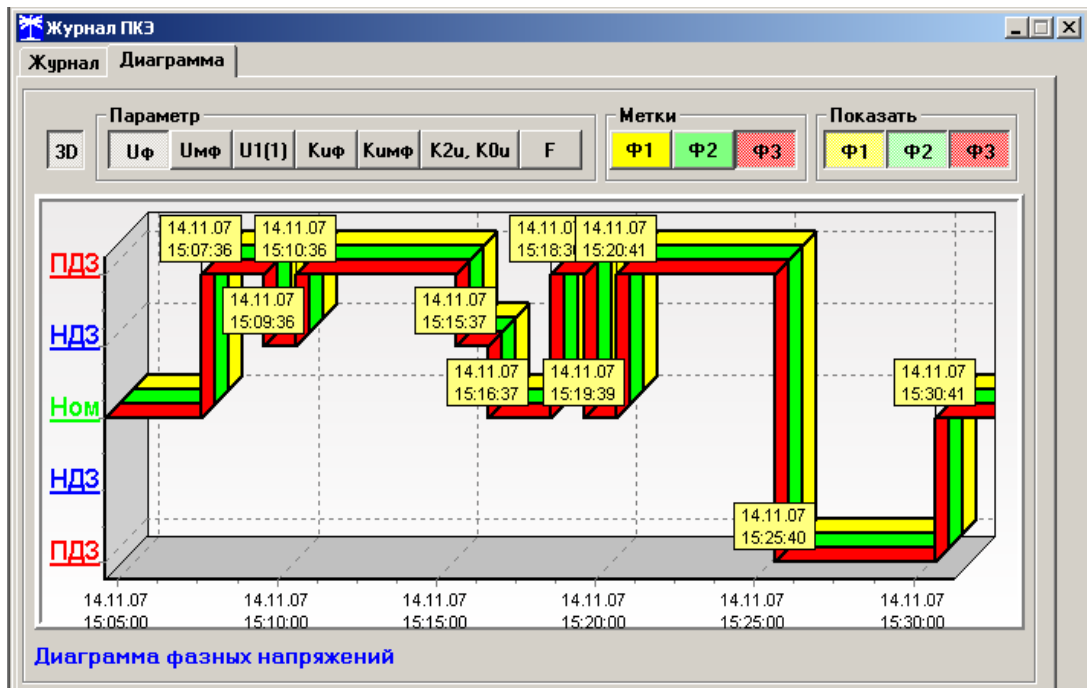 Журнал ПКЭ
Журнал Диаграмма
Параметр Метки Показать
3D Uф Uмф U1(1) Kuф Kuмф K2u, K0u F Ф1 Ф2 Ф3 Ф1 Ф2 Ф3
14.11.07 14.11.07 14.11.0 14.11.07
15:07:36 15:10:36 15:18:3 15:20:41
ПДЗ
14.11.07 14.11.07
15:09:36 15:15:37
НДЗ
14.11.07 14.11.07 14.11.07
15:16:37 15:19:39 15:30:41
Ном
НДЗ
14.11.07
15:25:40
ПДЗ
14.11.07 14.11.07 14.11.07 14.11.07 14.11.07 14.11.07
15:05:00 15:10:00 15:15:00 15:20:00 15:25:00 15:30:00
Диаграмма фазных напряжений